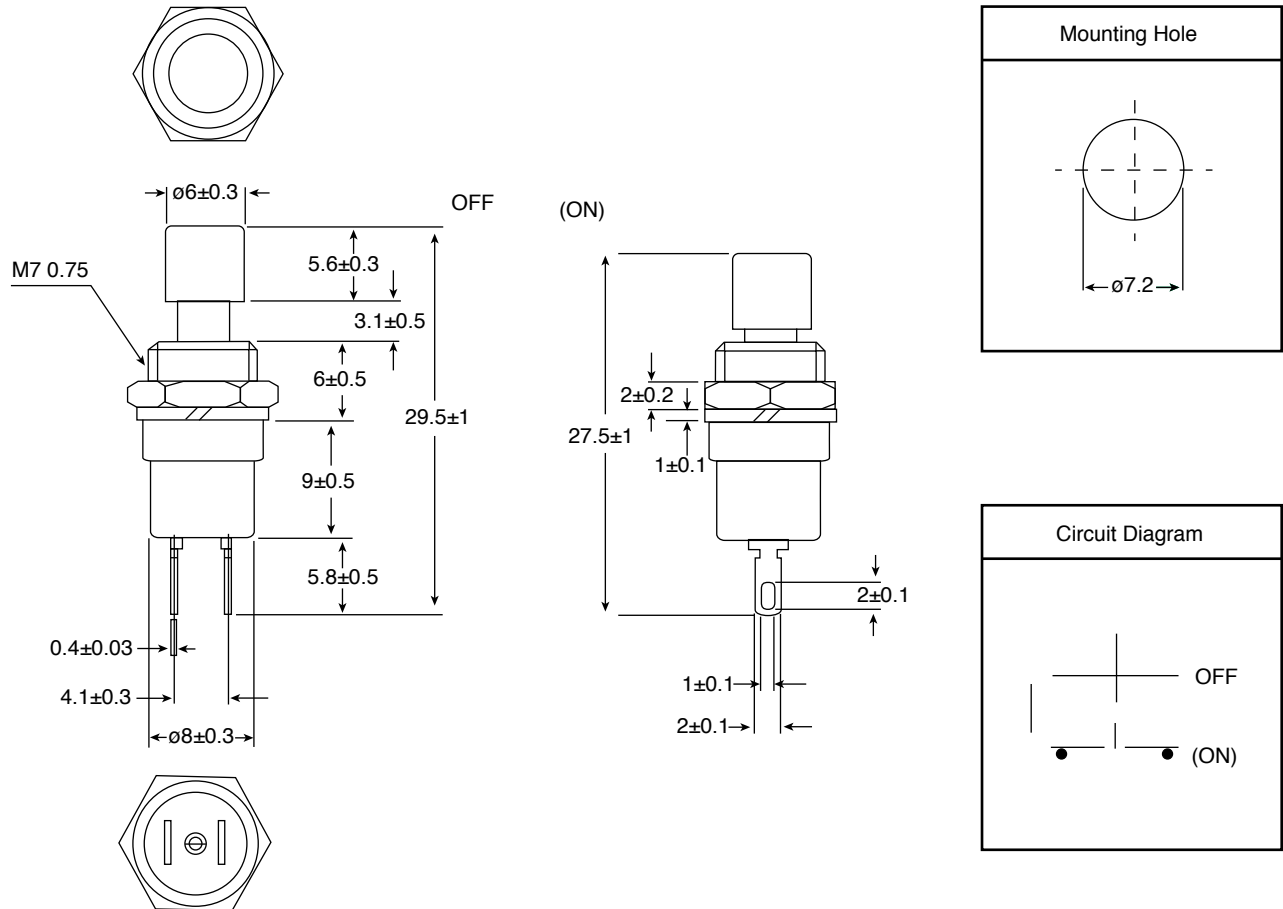 Mounting Hole
ø7.2
ø6±0.3
OFF
(ON)
M7 0.75
5.6±0.3
3.1±0.5
6±0.5
29.5±1
9±0.5
5.8±0.5
0.4±0.03
4.1±0.3
ø8±0.3
27.5±1
2±0.2
1±0.1
2±0.1
1±0.1
2±0.1
Circuit Diagram
OFF
(ON)